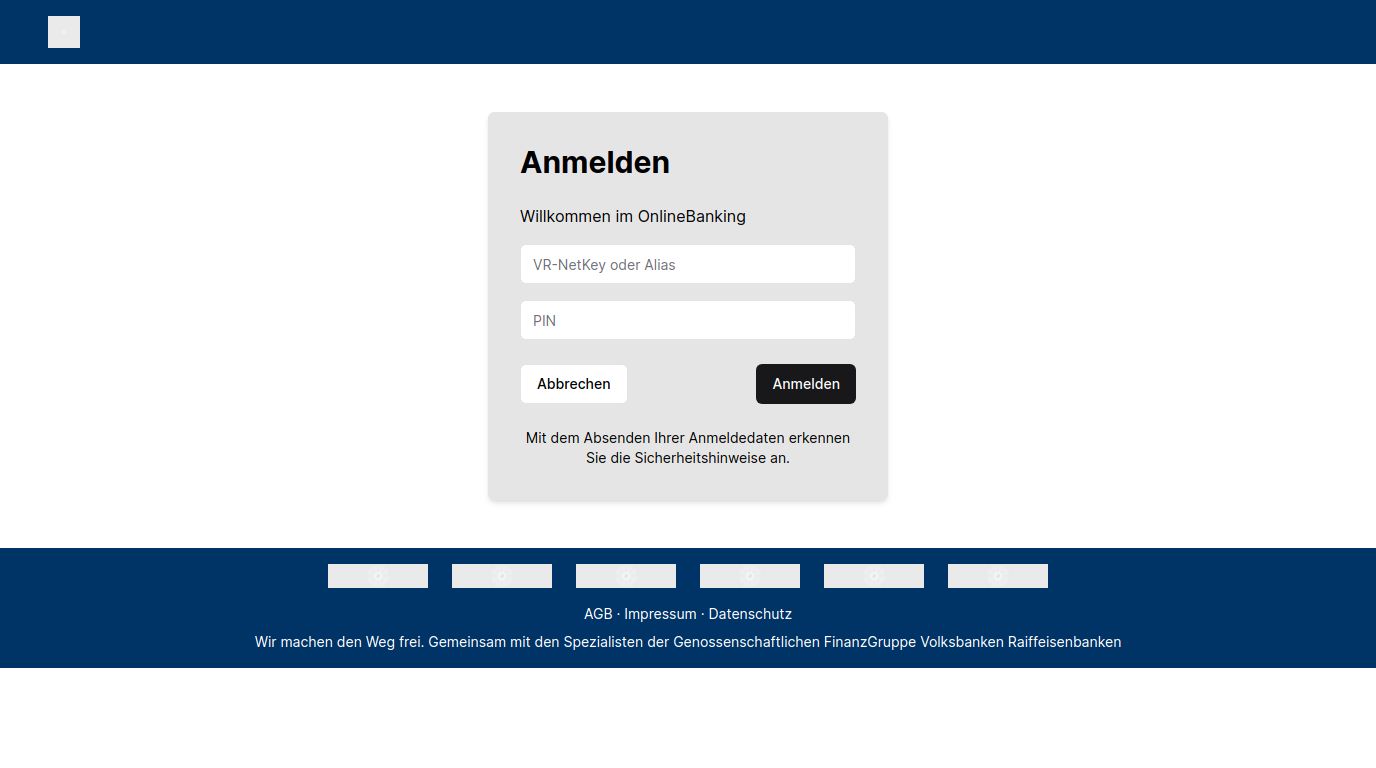 Anmelden
Willkommen im OnlineBanking
VR-NetKey oder Alias
PIN
Abbrechen
Anmelden
Mit dem Absenden Ihrer Anmeldedaten erkennen
Sie die Sicherheitshinweise an.
AGB · Impressum · Datenschutz
Wir machen den Weg frei. Gemeinsam mit den Spezialisten der Genossenschaftlichen FinanzGruppe Volksbanken Raiffeisenbanken